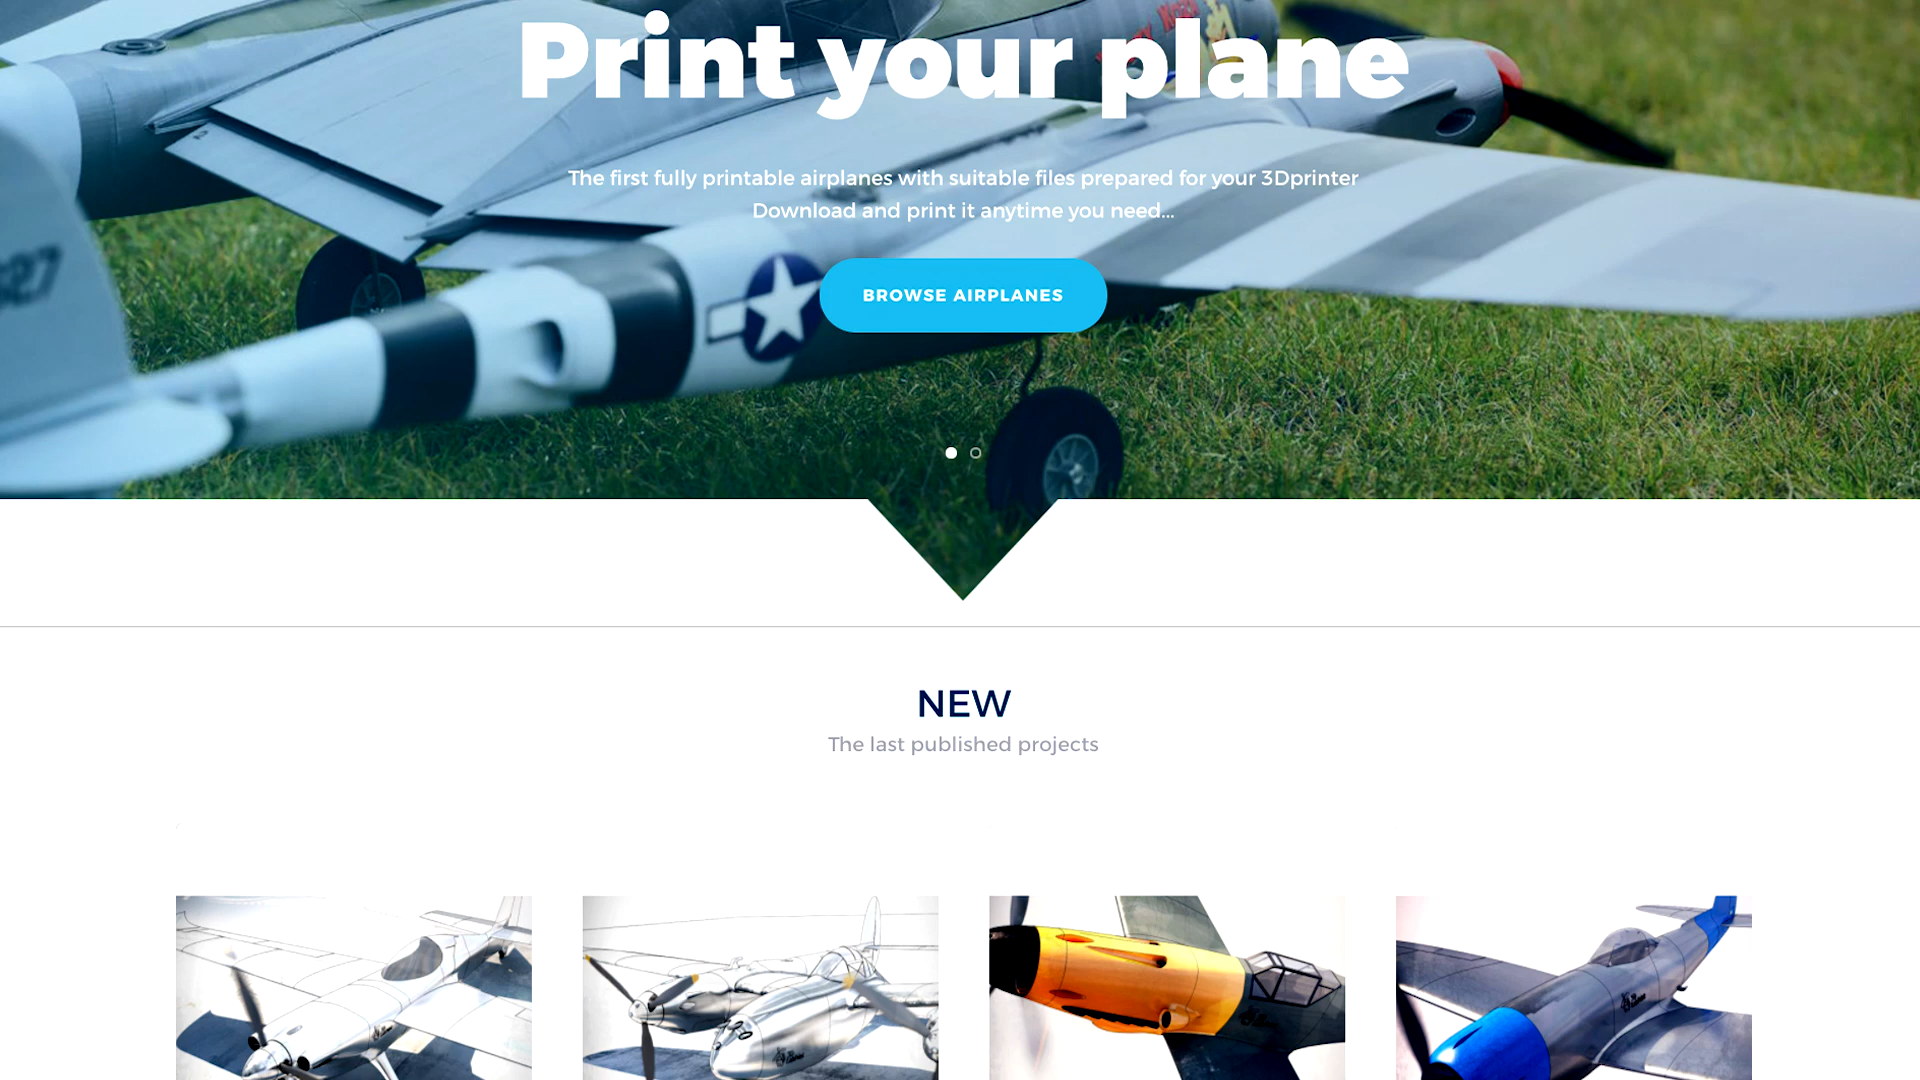 Print your plane
The first fully printable airplanes with suitable files prepared for your 3Dprinter
Download and print it anytime you need...
BROWSE AIRPLANES
NEW
The last published projects